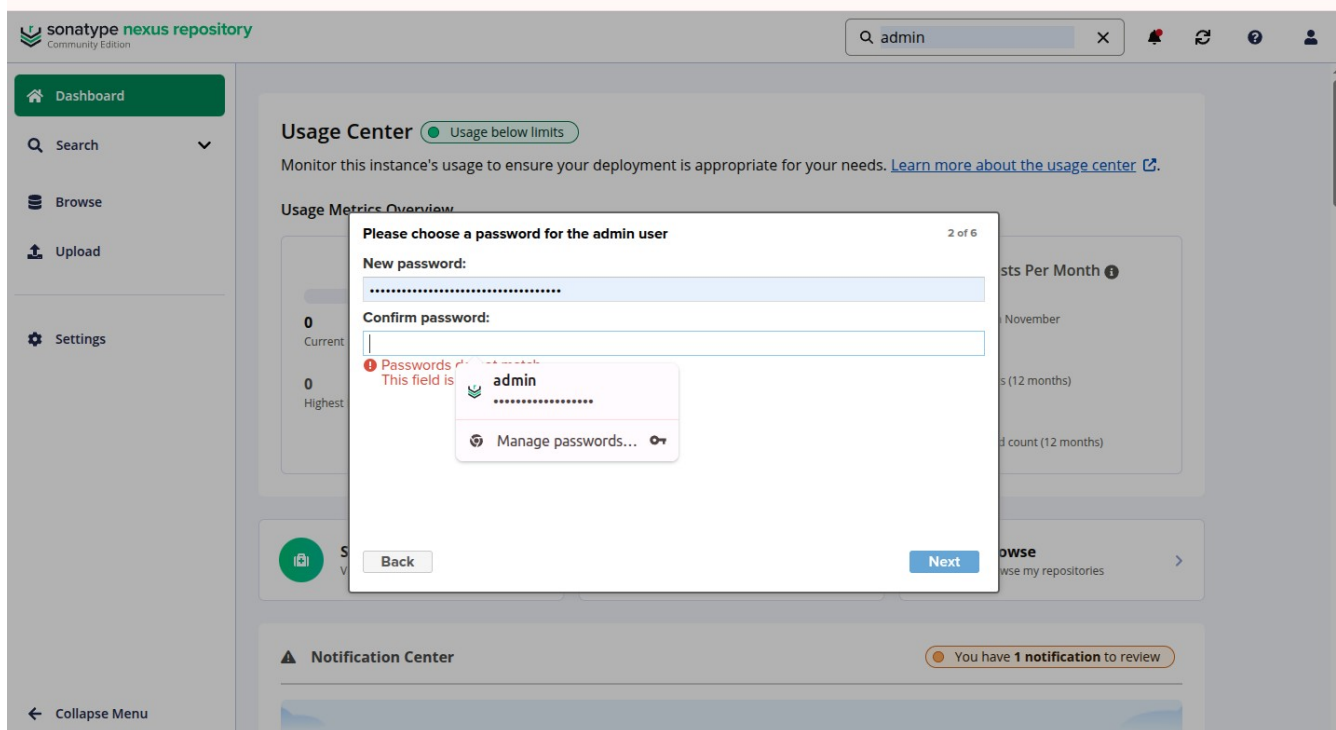 sonatype nexus repository
Community Edition
admin
Dashboard
Search
Browse
Upload
Settings
Collapse Menu
Usage Center
Usage below limits
Monitor this instance's usage to ensure your deployment is appropriate for your needs. Learn more about the usage center.
Usage Metrics Overview
Please choose a password for the admin user
2 of 6
New password:
••••••••••••••••••••••••••••••••••••
Confirm password:
Passwords
This field is
admin
••••••••••••••••••
Manage passwords...
Back
Next
0
Current
0
Highest
Per Month
November
(12 months)
count (12 months)
my repositories
Notification Center
You have 1 notification to review